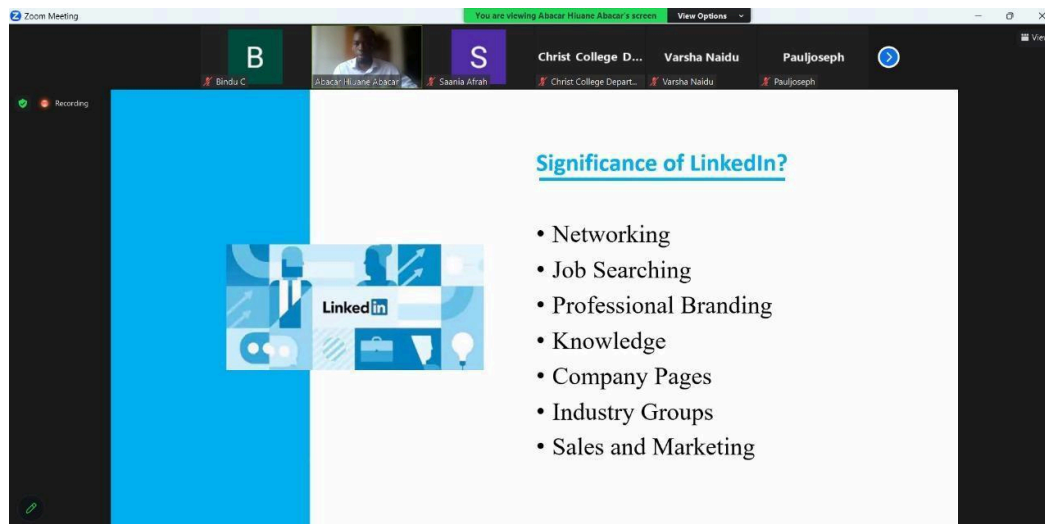 Zoom Meeting
You are viewing Abacar Hiuane Abacar's screen View Options
View
B
S
Christ College D... Varsha Naidu Pauljoseph
Bindu C Abacar Hiuane Abacar Saania Afrah Christ College Depart... Varsha Naidu Pauljoseph
Recording
Significance of LinkedIn?
• Networking
• Job Searching
• Professional Branding
• Knowledge
• Company Pages
• Industry Groups
• Sales and Marketing
Linked in